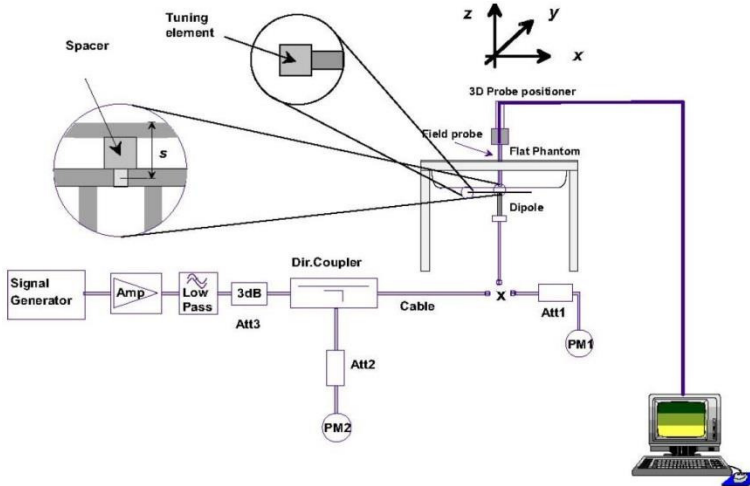 Tuning
element
Spacer
s
z
y
x
3D Probe positioner
Field probe
Flat Phantom
Dipole
Dir.Coupler
Signal
Generator
Amp
Low
Pass
3dB
Att3
Cable
x
Att1
PM1
Att2
PM2